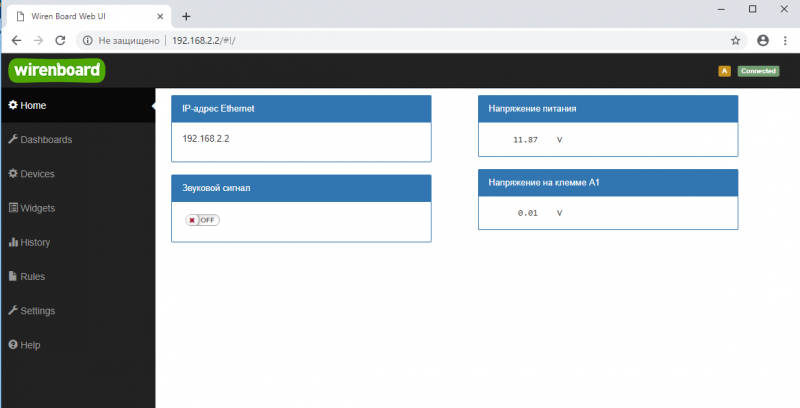 Wiren Board Web UI
Не защищено 192.168.2.2/#!/
wirenboard
A Connected
Home
Dashboards
Devices
Widgets
History
Rules
Settings
Help
IP-адрес Ethernet
192.168.2.2
Звуковой сигнал
OFF
Напряжение питания
11.87 V
Напряжение на клемме A1
0.01 V